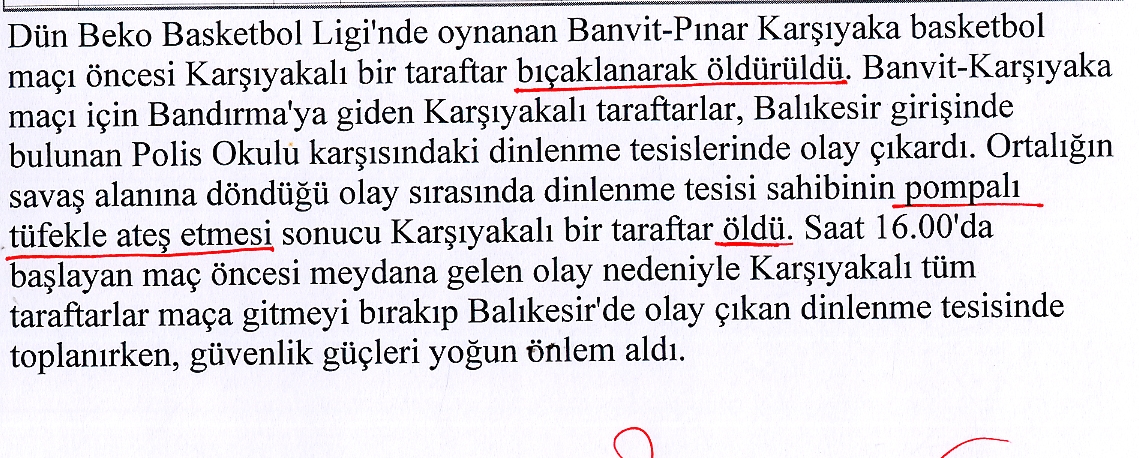 Dün Beko Basketbol Ligi'nde oynanan Banvit-Pınar Karşıyaka basketbol
maçı öncesi Karşıyakalı bir taraftar bıçaklanarak öldürüldü. Banvit-Karşıyaka
maçı için Bandırma'ya giden Karşıyakalı taraftarlar, Balıkesir girişinde
bulunan Polis Okulu karşısındaki dinlenme tesislerinde olay çıkardı. Ortalığın
savaş alanına döndüğü olay sırasında dinlenme tesisi sahibinin pompalı
tüfekle ateş etmesi sonucu Karşıyakalı bir taraftar öldü. Saat 16.00'da
başlayan maç öncesi meydana gelen olay nedeniyle Karşıyakalı tüm
taraftarlar maça gitmeyi bırakıp Balıkesir'de olay çıkan dinlenme tesisinde
toplanırken, güvenlik güçleri yoğun önlem aldı.